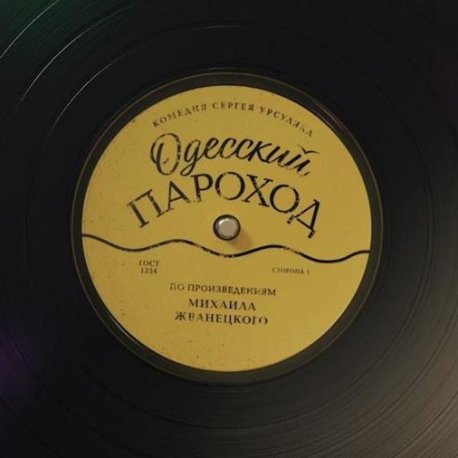 КОМЕДИЯ СЕРГЕЯ УРСУЛЯКА
Одесский
ПАРОХОД
ГОСТ
1234
СТОРОНА 1
ПО ПРОИЗВЕДЕНИЯМ
МИХАИЛА
ЖВАНЕЦКОГО